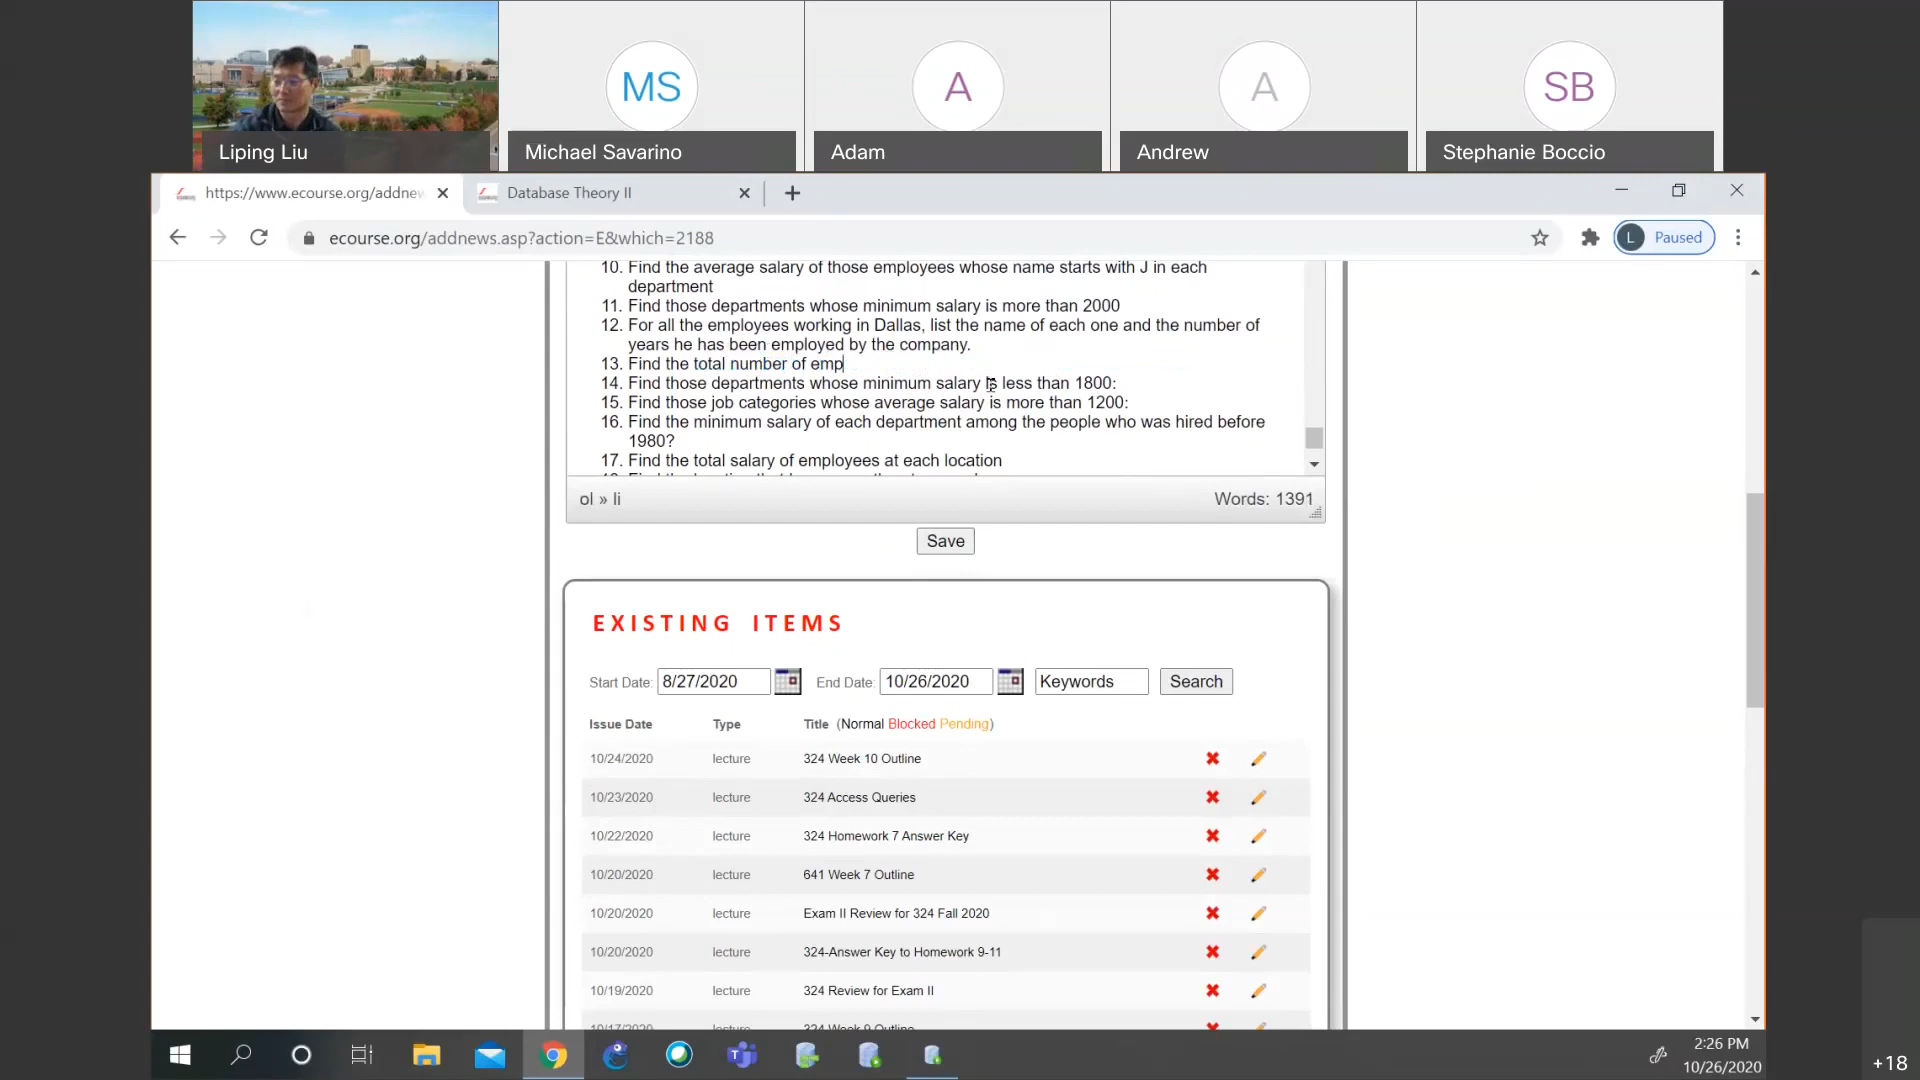 MS
A
A
SB
Liping Liu
Michael Savarino
Adam
Andrew
Stephanie Boccio
https://www.ecourse.org/addnew
Database Theory II
ecourse.org/addnews.asp?action=E&which=2188
L
Paused
10. Find the average salary of those employees whose name starts with J in each
department
11. Find those departments whose minimum salary is more than 2000
12. For all the employees working in Dallas, list the name of each one and the number of
years he has been employed by the company.
13. Find the total number of emp
14. Find those departments whose minimum salary is less than 1800:
15. Find those job categories whose average salary is more than 1200:
16. Find the minimum salary of each department among the people who was hired before
1980?
17. Find the total salary of employees at each location
ol » li
Words: 1391
Save
EXISTING ITEMS
Start Date: 8/27/2020 End Date: 10/26/2020 Keywords Search
Issue Date Type Title (Normal Blocked Pending)
10/24/2020 lecture 324 Week 10 Outline
10/23/2020 lecture 324 Access Queries
10/22/2020 lecture 324 Homework 7 Answer Key
10/20/2020 lecture 641 Week 7 Outline
10/20/2020 lecture Exam II Review for 324 Fall 2020
10/20/2020 lecture 324-Answer Key to Homework 9-11
10/19/2020 lecture 324 Review for Exam II
10/17/2020 lecture 324 Week 9 Outline
2:26 PM
10/26/2020
+18